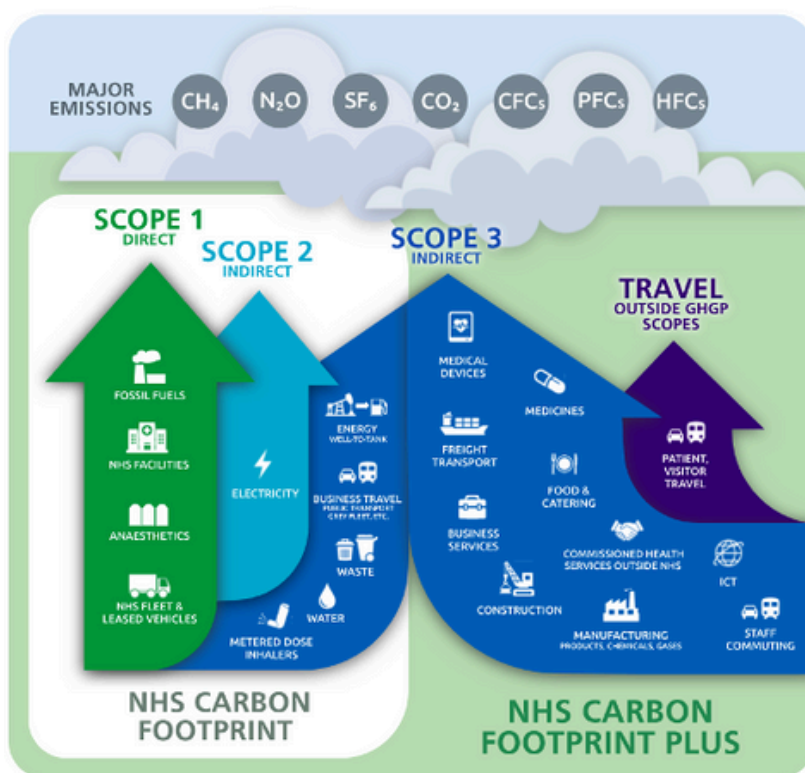 MAJOR
EMISSIONS
CH₄
N₂O
SF₆
CO₂
CFCs
PFCs
HFCs
SCOPE 1
DIRECT
SCOPE 2
INDIRECT
SCOPE 3
INDIRECT
TRAVEL
OUTSIDE GHGP
SCOPES
FOSSIL FUELS
NHS FACILITIES
ANAESTHETICS
NHS FLEET &
LEASED VEHICLES
ELECTRICITY
ENERGY
WELL-TO-TANK
BUSINESS TRAVEL
PUBLIC TRANSPORT
GREY FLEET, ETC.
WASTE
WATER
METERED DOSE
INHALERS
MEDICAL
DEVICES
MEDICINES
FREIGHT
TRANSPORT
FOOD &
CATERING
BUSINESS
SERVICES
COMMISSIONED HEALTH
SERVICES OUTSIDE NHS
ICT
CONSTRUCTION
MANUFACTURING
PRODUCTS, CHEMICALS, GASES
STAFF
COMMUTING
PATIENT,
VISITOR
TRAVEL
NHS CARBON
FOOTPRINT
NHS CARBON
FOOTPRINT PLUS